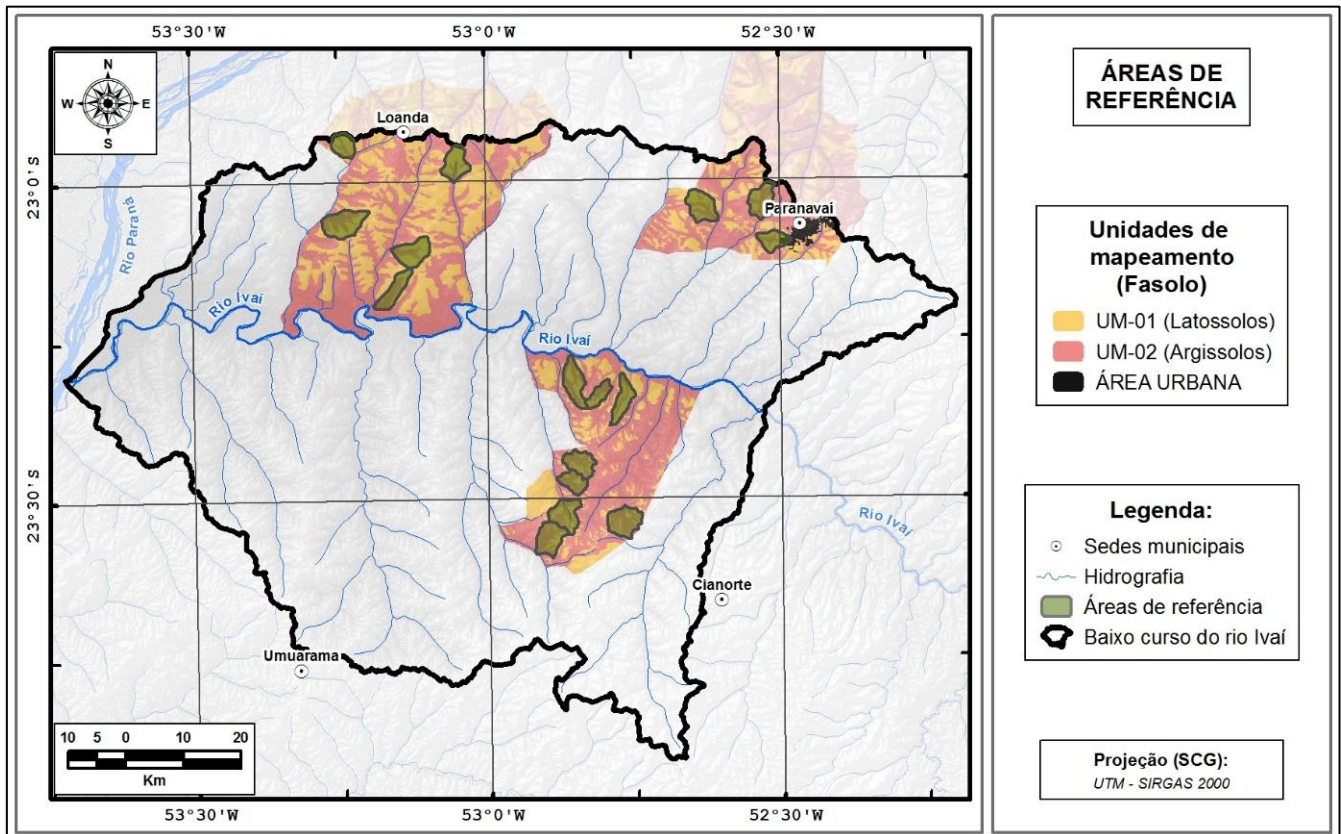 53°30'W
53°0'W
52°30'W
N
W
E
S
Loanda
23°0'S
Paranavaí
Rio Paraná
Rio Ivaí
Rio Ivaí
23°30'S
Rio Ivaí
Cianorte
Umuarama
10 5 0 10 20
Km
53°30'W
53°0'W
52°30'W
ÁREAS DE
REFERÊNCIA
Unidades de
mapeamento
(Fasolo)
UM-01 (Latossolos)
UM-02 (Argissolos)
ÁREA URBANA
Legenda:
Sedes municipais
Hidrografia
Áreas de referência
Baixo curso do rio Ivaí
Projeção (SCG):
UTM - SIRGAS 2000